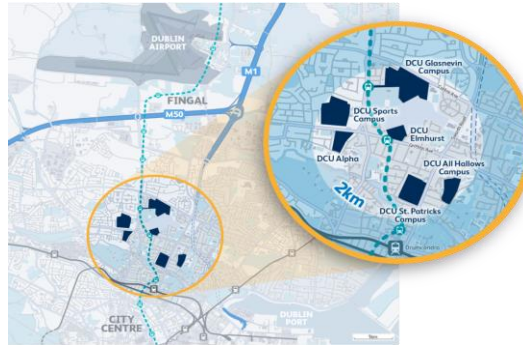 DUBLIN
AIRPORT
M1
FINGAL
M50
CITY
CENTRE
DUBLIN
PORT
DCU Glasnevin
Campus
DCU Sports
Campus
DCU
Elmhurst
DCU Alpha
DCU All Hallows
Campus
2km
DCU St. Patricks
Campus
Drumcondra